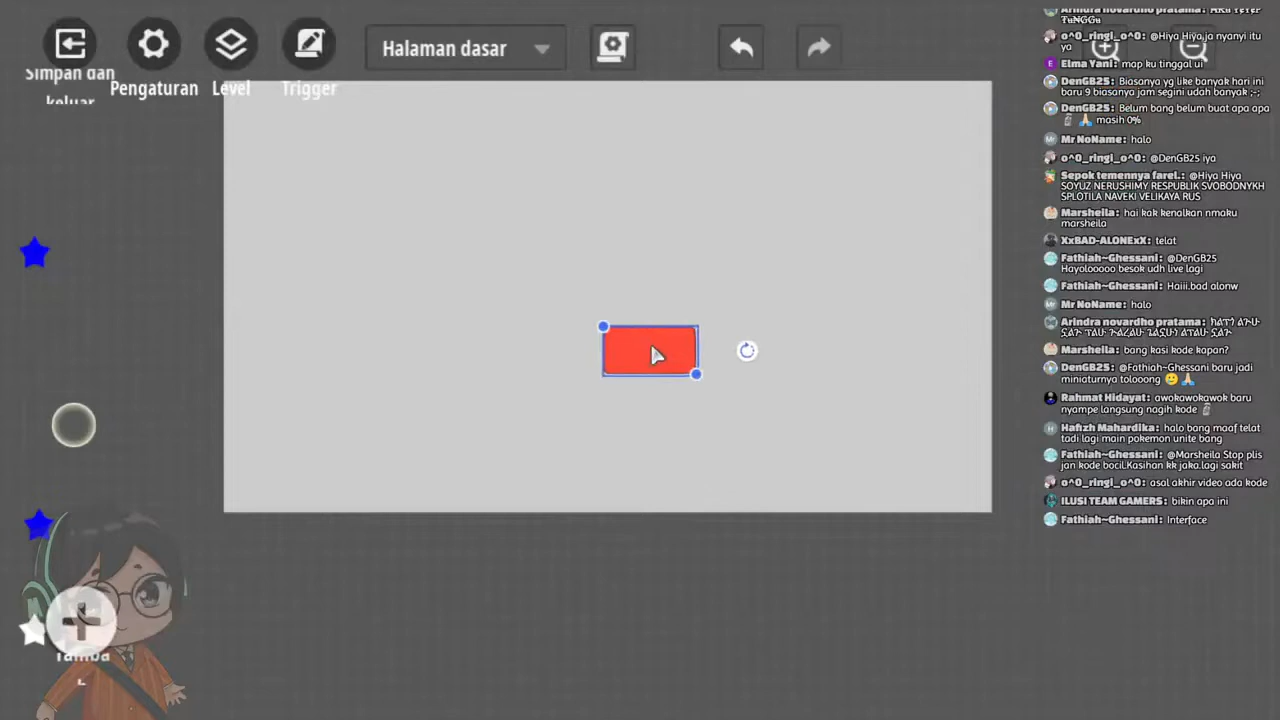 Simpan dan
keluar
Pengaturan
Level
Trigger
Halaman dasar
Arindra novardho pratama:
o^0_ringi_o^0: @Hiya Hiya ja nyanyi itu
ya
Elma Yani: map ku tinggal ui
DenGB25: Biasanya yg like banyak hari ini
baru 9 biasanya jam segini udah banyak ;-;
DenGB25: Belum bang belum buat apa apa
🗿 🙏🏼 masih 0%
Mr NoName: halo
o^0_ringi_o^0: @DenGB25 iya
Sepok temennya farel.: @Hiya Hiya
SOYUZ NERUSHIMY RESPUBLIK SVOBODNYKH
SPLOTILA NAVEKI VELIKAYA RUS
Marsheila: hai kak kenalkan nmaku
marsheila
XxBAD-ALONExX: telat
Fathiah~Ghessani: @DenGB25
Hayolooooo besok udh live lagi
Fathiah~Ghessani: Haiii.bad alonw
Mr NoName: halo
Arindra novardho pratama:
Marsheila: bang kasi kode kapan?
DenGB25: @Fathiah~Ghessani baru jadi
miniaturnya tolooong 🥲 🙏🏼
Rahmat Hidayat: awokawokawok baru
nyampe langsung nagih kode 🗿
Hafizh Mahardika: halo bang maaf telat
tadi lagi main pokemon unite bang
Fathiah~Ghessani: @Marsheila Stop plis
jan kode bocil.Kasihan kk jaka.lagi sakit
o^0_ringi_o^0: asal akhir video ada kode
ILUSI TEAM GAMERS: bikin apa ini
Fathiah~Ghessani: Interface